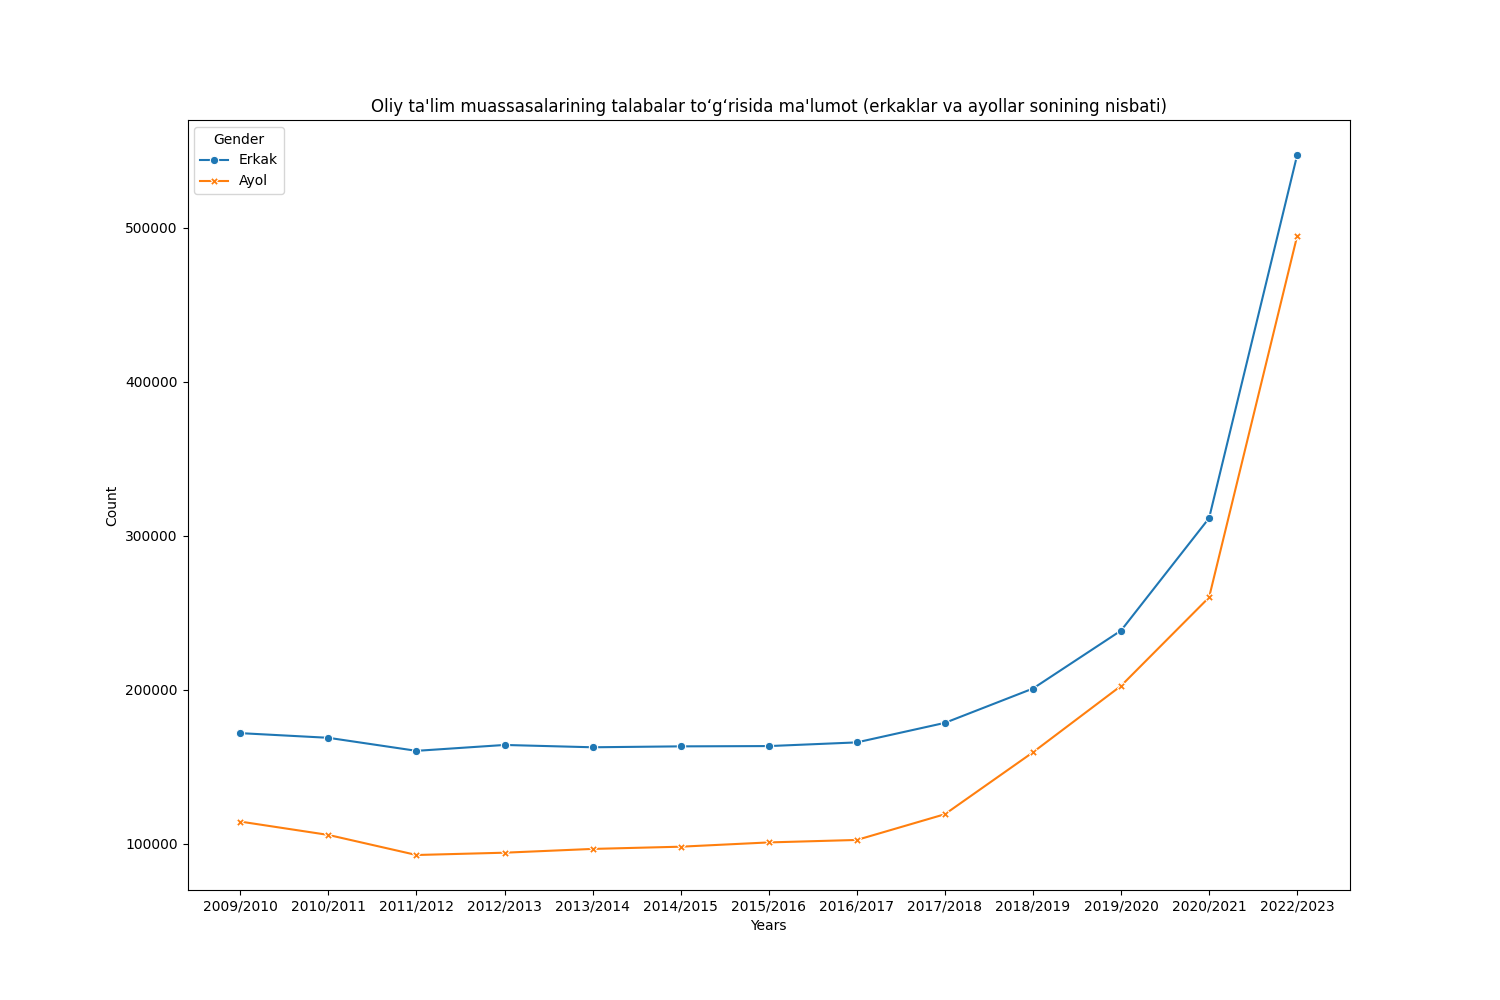 Oliy ta'lim muassasalarining talabalar to‘g‘risida ma'lumot (erkaklar va ayollar sonining nisbati)
Gender
Erkak
Ayol
500000
400000
300000
200000
100000
Count
2009/2010 2010/2011 2011/2012 2012/2013 2013/2014 2014/2015 2015/2016 2016/2017 2017/2018 2018/2019 2019/2020 2020/2021 2022/2023
Years